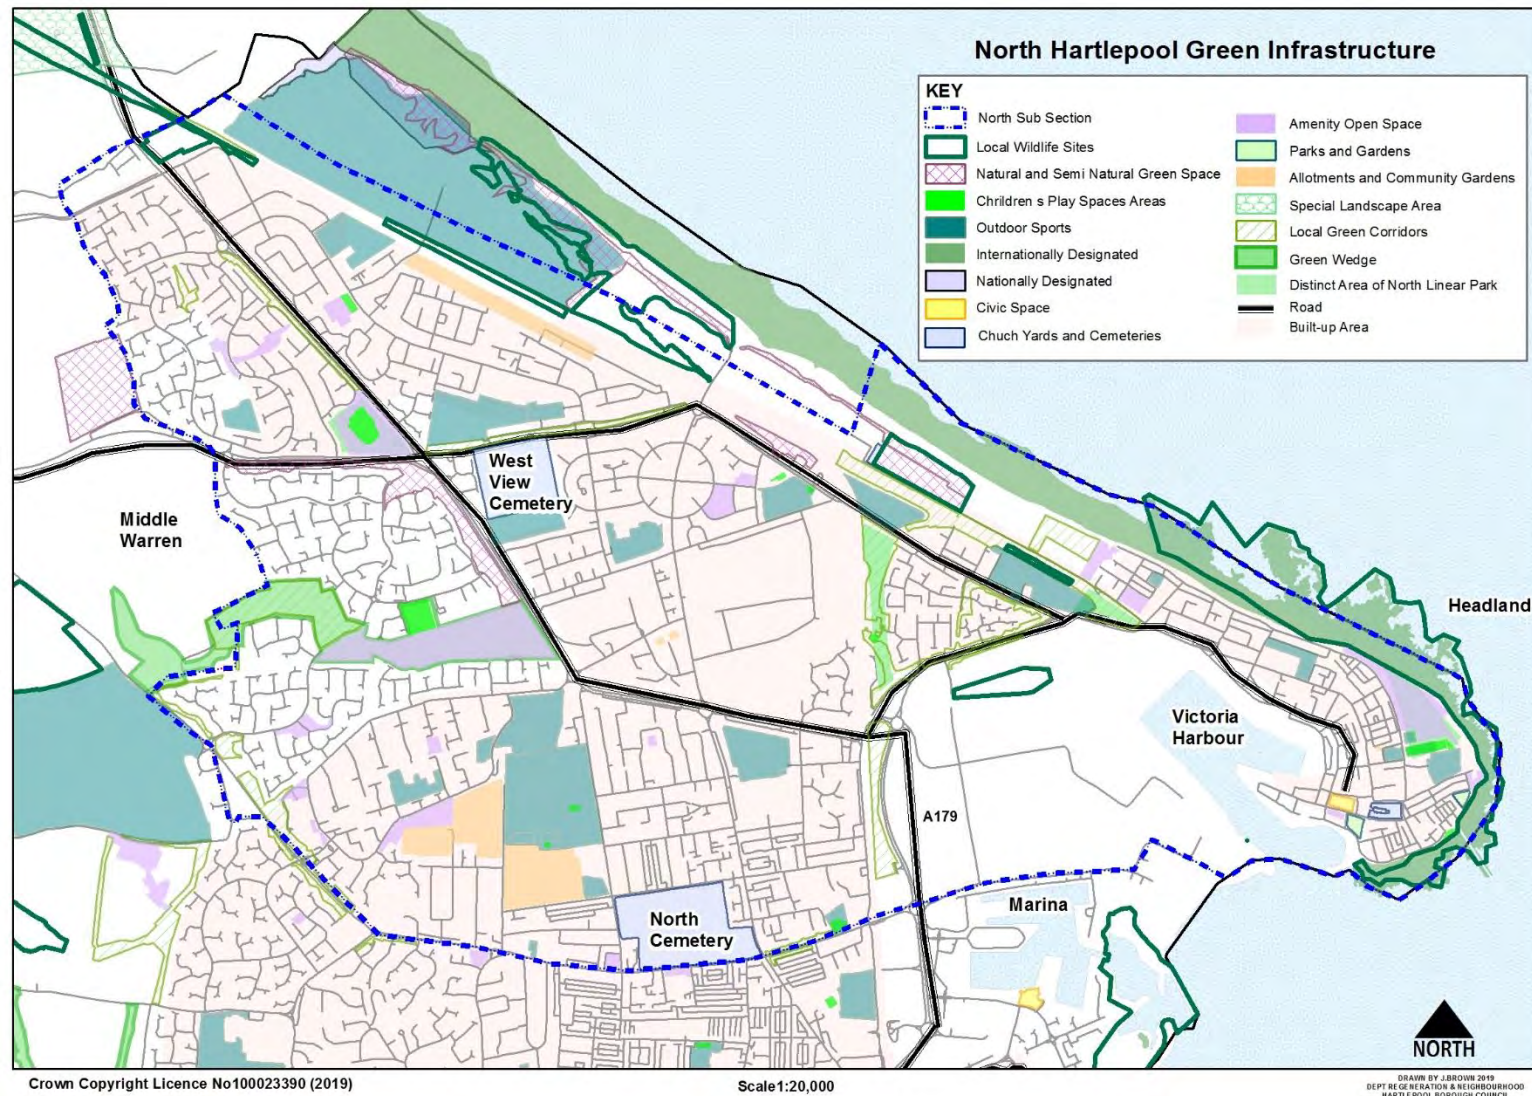 North Hartlepool Green Infrastructure
KEY
North Sub Section
Local Wildlife Sites
Natural and Semi Natural Green Space
Chrildren s Play Spaces Areas
Outdoor Sports
Internationally Designated
Nationally Designated
Civic Space
Chuch Yards and Cemeteries
Amenity Open Space
Parks and Gardens
Allotments and Community Gardens
Special Landscape Area
Local Green Corridors
Green Wedge
Distinct Area of North Linear Park
Road
Built-up Area
West
View
Cemetery
Middle
Warren
Headland
Victoria
Harbour
A179
Marina
North
Cemetery
NORTH
Crown Copyright Licence No100023390 (2019)
Scale1:20,000
DRAWN BY J.BROWN 2019
DEPT REGENERATION & NEIGHBOURHOOD
HARTLEPOOL BOROUGH COUNCIL